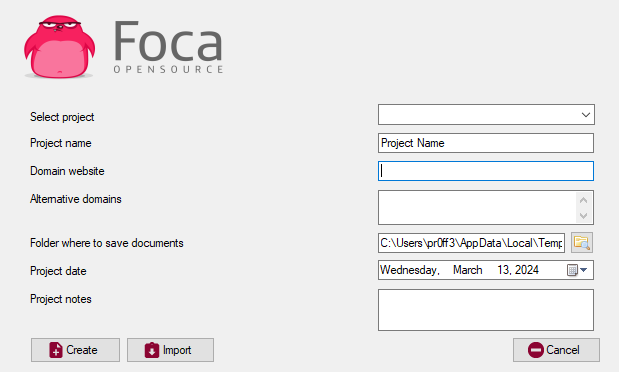 Foca
OPENSOURCE
Select project
Project name Project Name
Domain website
Alternative domains
Folder where to save documents C:\Users\pr0ff3\AppData\Local\Temp
Project date Wednesday, March 13, 2024
Project notes
Create Import Cancel